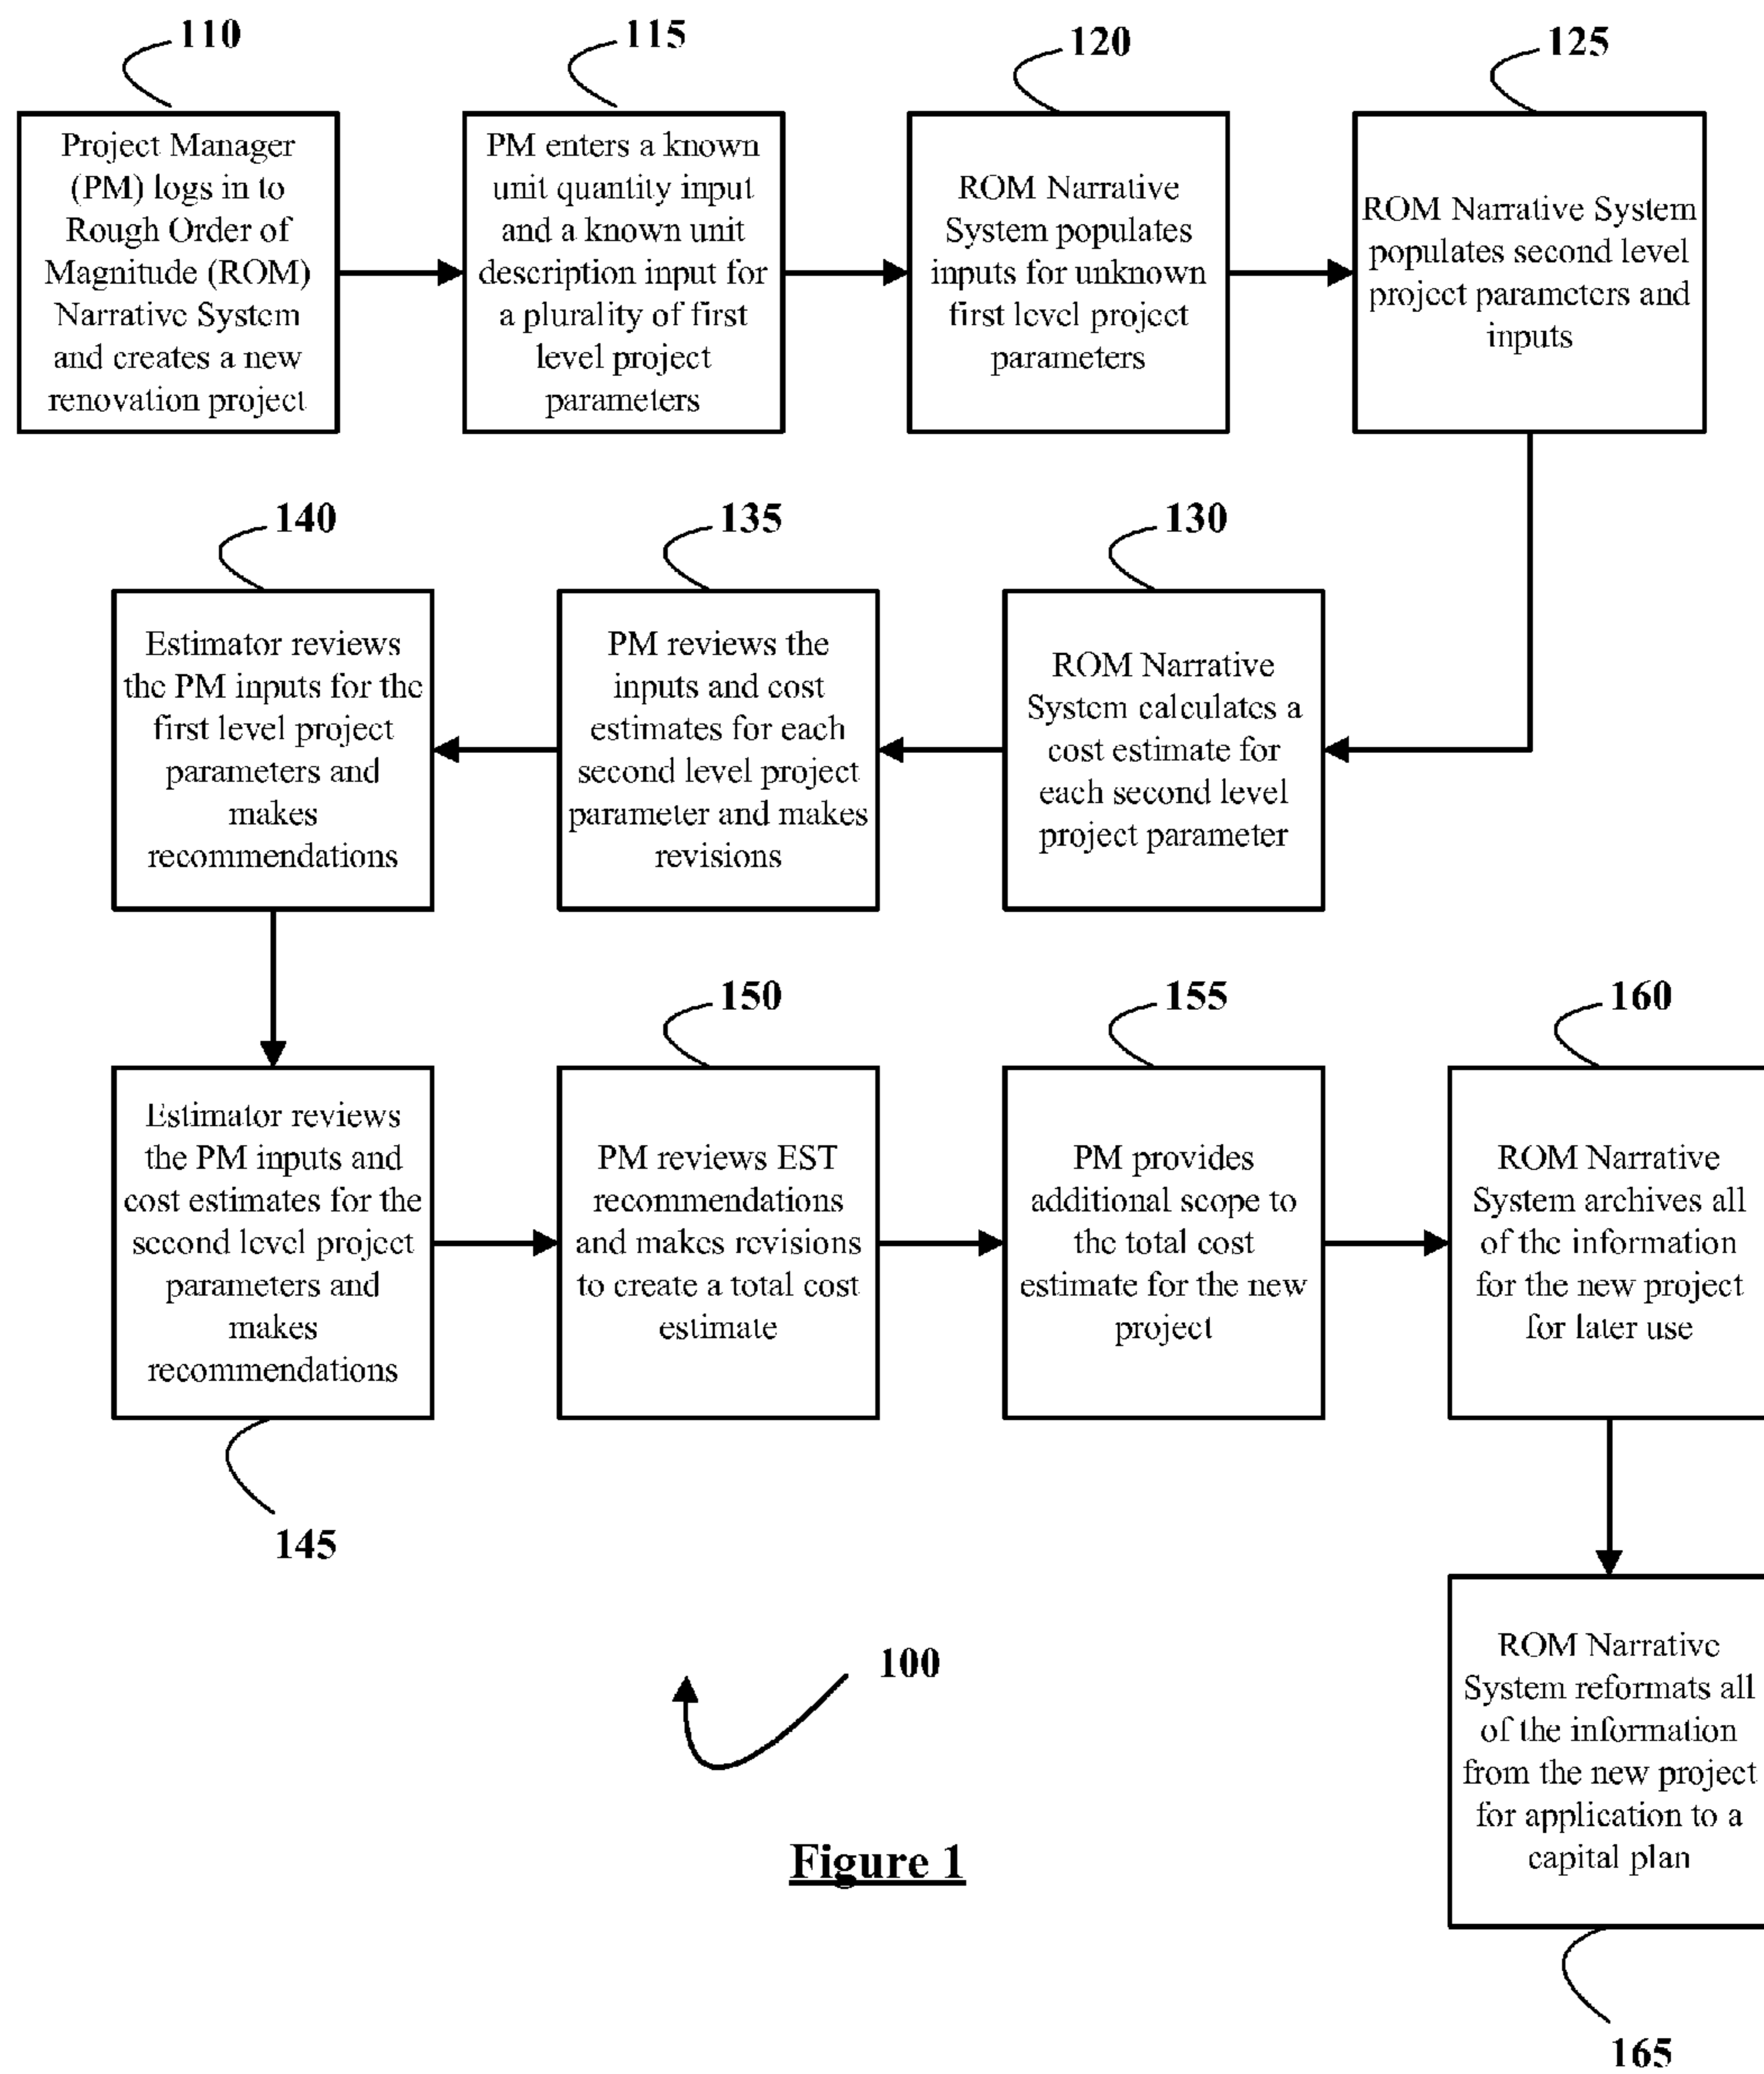 110
Project Manager
(PM) logs in to
Rough Order of
Magnitude (ROM)
Narrative System
and creates a new
renovation project
115
PM enters a known
unit quantity input
and a known unit
description input for
a plurality of first
level project
parameters
120
ROM Narrative
System populates
inputs for unknown
first level project
parameters
125
ROM Narrative System
populates second level
project parameters and
inputs
130
ROM Narrative
System calculates a
cost estimate for
each second level
project parameter
135
PM reviews the
inputs and cost
estimates for each
second level project
parameter and makes
revisions
140
Estimator reviews
the PM inputs for the
first level project
parameters and
makes
recommendations
Estimator reviews
the PM inputs and
cost estimates for the
second level project
parameters and
makes
recommendations
145
150
PM reviews EST
recommendations
and makes revisions
to create a total cost
estimate
155
PM provides
additional scope to
the total cost
estimate for the new
project
160
ROM Narrative
System archives all
of the information
for the new project
for later use
ROM Narrative
System reformats all
of the information
from the new project
for application to a
capital plan
165
100
Figure 1